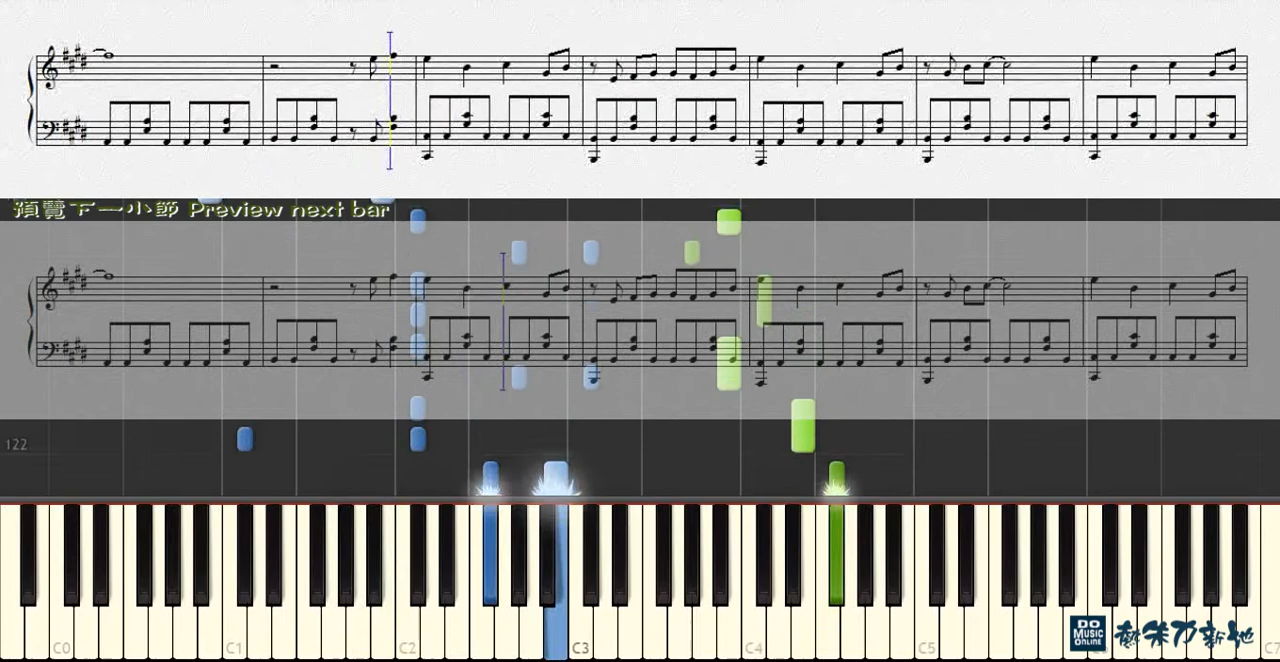 預覽下一小節 Preview next bar
122
C0 C1 C2 C3 C4 C5 C7
DO
MUSIC
ONLINE